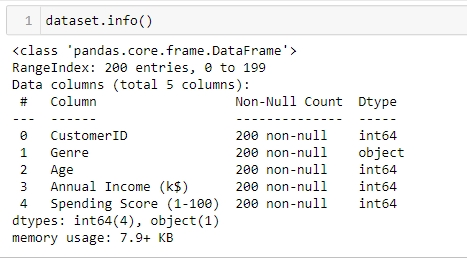 1 dataset.info()
<class 'pandas.core.frame.DataFrame'>
RangeIndex: 200 entries, 0 to 199
Data columns (total 5 columns):
 #   Column                  Non-Null Count  Dtype
---  ------                  --------------  -----
 0   CustomerID              200 non-null    int64
 1   Genre                   200 non-null    object
 2   Age                     200 non-null    int64
 3   Annual Income (k$)      200 non-null    int64
 4   Spending Score (1-100)  200 non-null    int64
dtypes: int64(4), object(1)
memory usage: 7.9+ KB